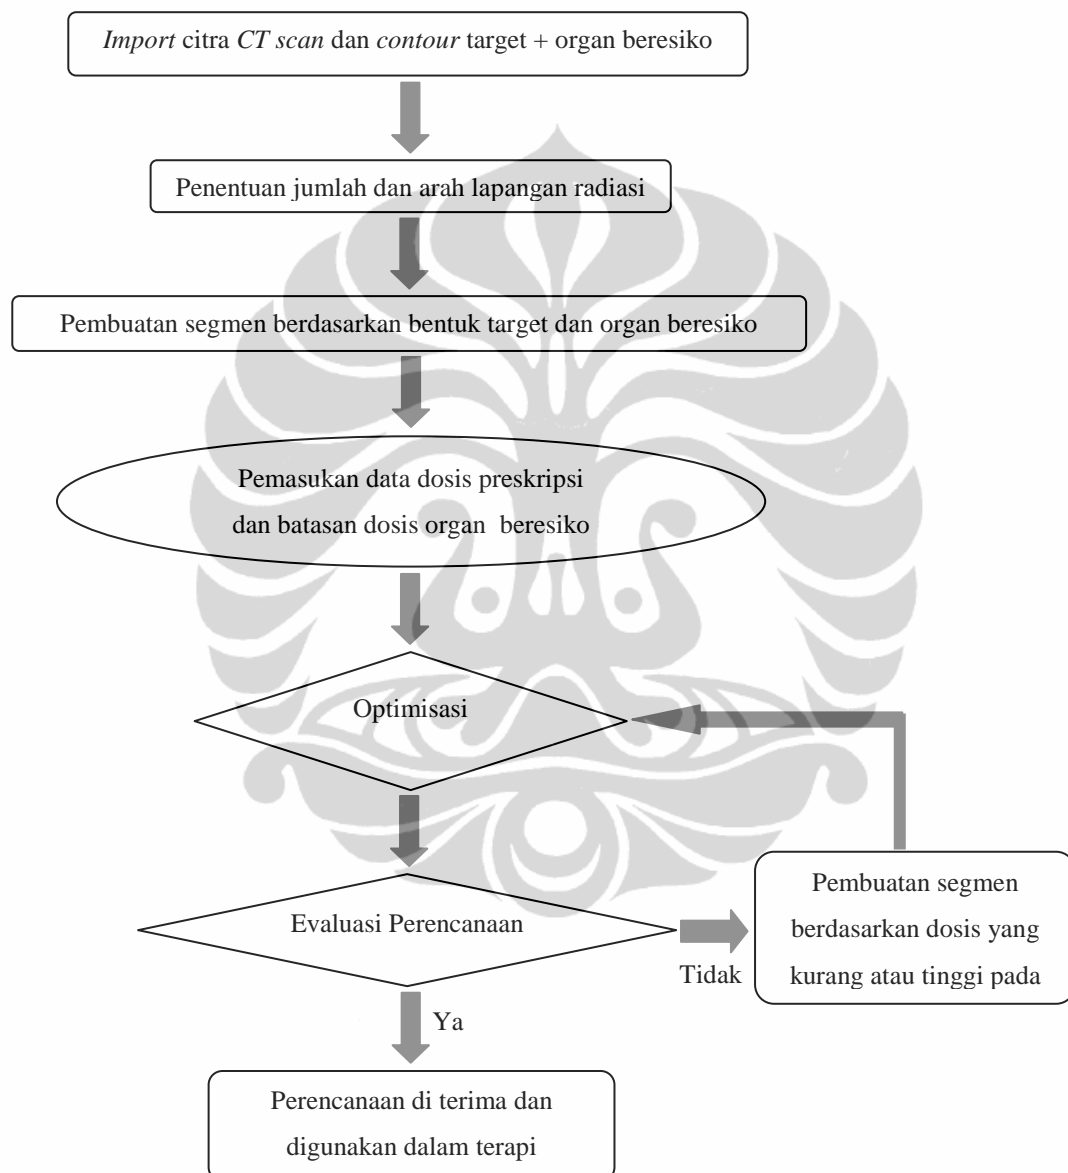 Import citra CT scan dan contour target + organ beresiko
Penentuan jumlah dan arah lapangan radiasi
Pembuatan segmen berdasarkan bentuk target dan organ beresiko
Pemasukan data dosis preskripsi
dan batasan dosis organ beresiko
Optimisasi
Evaluasi Perencanaan
Tidak
Pembuatan segmen
berdasarkan dosis yang
kurang atau tinggi pada
Ya
Perencanaan di terima dan
digunakan dalam terapi